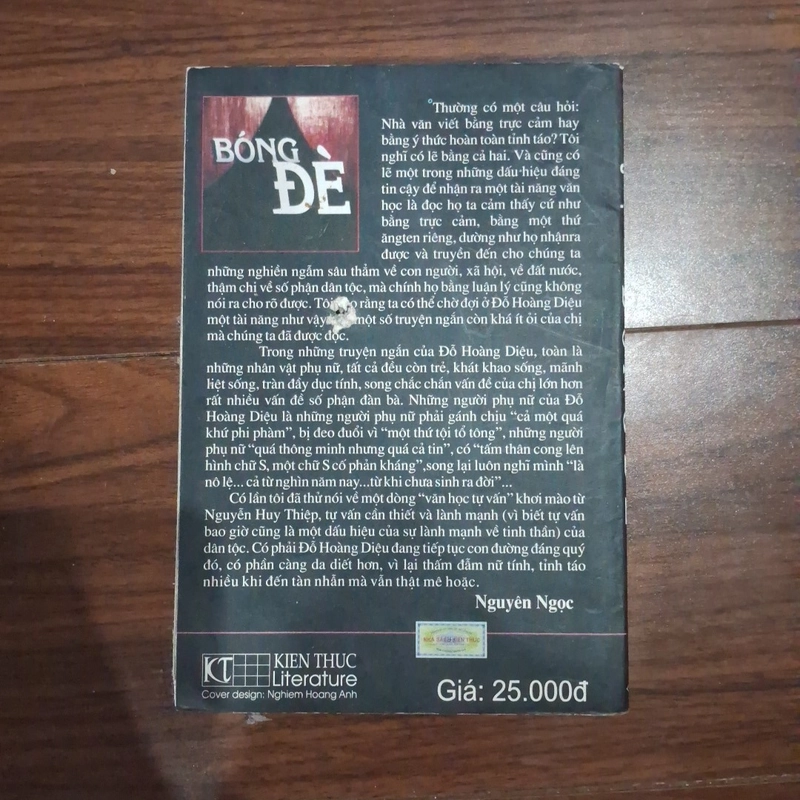 BÓNG
ĐÈ
"Thường có một câu hỏi:
Nhà văn viết bằng trực cảm hay
bằng ý thức hoàn toàn tỉnh táo? Tôi
nghĩ có lẽ bằng cả hai. Và cũng có
lẽ một trong những dấu hiệu đáng
tin cậy để nhận ra một tài năng văn
học là đọc họ ta cảm thấy cứ như
bằng trực cảm, bằng một thứ
ăngten riêng, dường như họ nhậnra
được và truyền đến cho chúng ta
những nghiền ngẫm sâu thẳm về con người, xã hội, về đất nước,
thậm chị về số phận dân tộc, mà chính họ bằng luận lý cũng không
nói ra cho rõ được. Tôi rằng ta có thể chờ đợi ở Đỗ Hoàng Diệu
một tài năng như vậy một số truyện ngắn còn khá ít ỏi của chị
mà chúng ta đã được đọc.
Trong những truyện ngắn của Đỗ Hoàng Diệu, toàn là
những nhân vật phụ nữ, tất cả đều còn trẻ, khát khao sống, mãnh
liệt sống, tràn đầy dục tính, song chắc chắn vấn đề của chị lớn hơn
rất nhiều vấn đề số phận đàn bà. Những người phụ nữ của Đỗ
Hoàng Diệu là những người phụ nữ phải gánh chịu "cả một quá
khứ phi phàm", bị đeo đuổi vì "một thứ tội tổ tông", những người
phụ nữ "quá thông minh nhưng quá cả tin", có "tấm thân cong lên
hình chữ S, một chữ S cố phản kháng",song lại luôn nghĩ mình "là
nô lệ... cả từ nghìn năm nay...từ khi chưa sinh ra đời"...
Có lần tôi đã thử nói về một dòng "văn học tự vấn" khơi mào từ
Nguyễn Huy Thiệp, tự vấn cần thiết và lành mạnh (vì biết tự vấn
bao giờ cũng là một dấu hiệu của sự lành mạnh về tinh thần) của
dân tộc. Có phải Đỗ Hoàng Diệu đang tiếp tục con đường đáng quý
đó, có phần càng da diết hơn, vì lại thấm đẫm nữ tính, tỉnh táo
nhiều khi đến tàn nhẫn mà vẫn thật mê hoặc.
Nguyên Ngọc
KT
KIEN THUC
Literature
Cover design: Nghiem Hoang Anh
Giá: 25.000đ